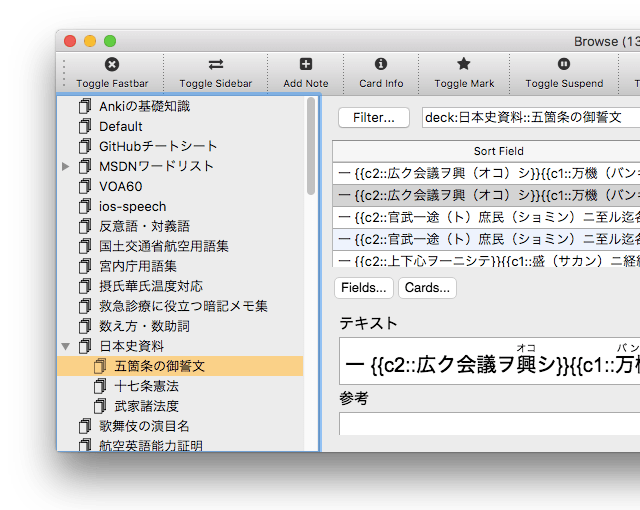 Browse (13
Toggle Fastbar
Toggle Sidebar
Add Note
Card Info
Toggle Mark
Toggle Suspend
Ankiの基礎知識
Default
GitHubチートシート
MSDNワードリスト
VOA60
ios-speech
反意語・対義語
国土交通省航空用語集
宮内庁用語集
摂氏華氏温度対応
救急診療に役立つ暗記メモ集
数え方・数助詞
日本史資料
五箇条の御誓文
十七条憲法
武家諸法度
歌舞伎の演目名
航空英語能力証明
Filter...
deck:日本史資料::五箇条の御誓文
Sort Field
一 {{c2::広ク会議ヲ興（オコ）シ}}{{c1::万機（バンキ
一 {{c2::広ク会議ヲ興（オコ）シ}}{{c1::万機（バンキ
一 {{c2::官武一途（ト）庶民（ショミン）ニ至ル迄各
一 {{c2::官武一途（ト）庶民（ショミン）ニ至ル迄各
一 {{c2::上下心ヲ一ニシテ}}{{c1::盛（サカン）ニ経綸
Fields...
Cards...
テキスト
オコ
バン
一 {{c2::広ク会議ヲ興シ}}{{c1::万機
参考